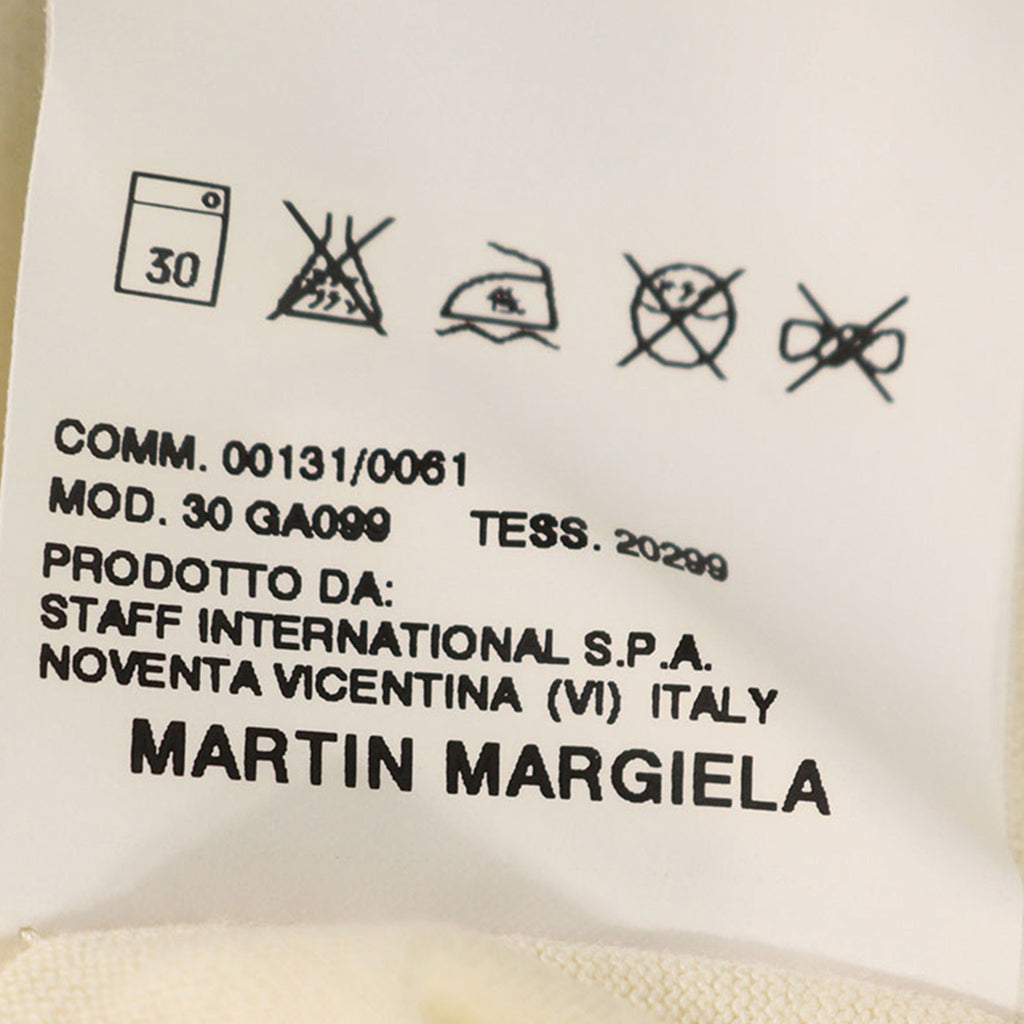 30
COMM. 00131/0061
MOD. 30 GA099 TESS. 20299
PRODOTTO DA:
STAFF INTERNATIONAL S.P.A.
NOVENTA VICENTINA (VI) ITALY
MARTIN MARGIELA